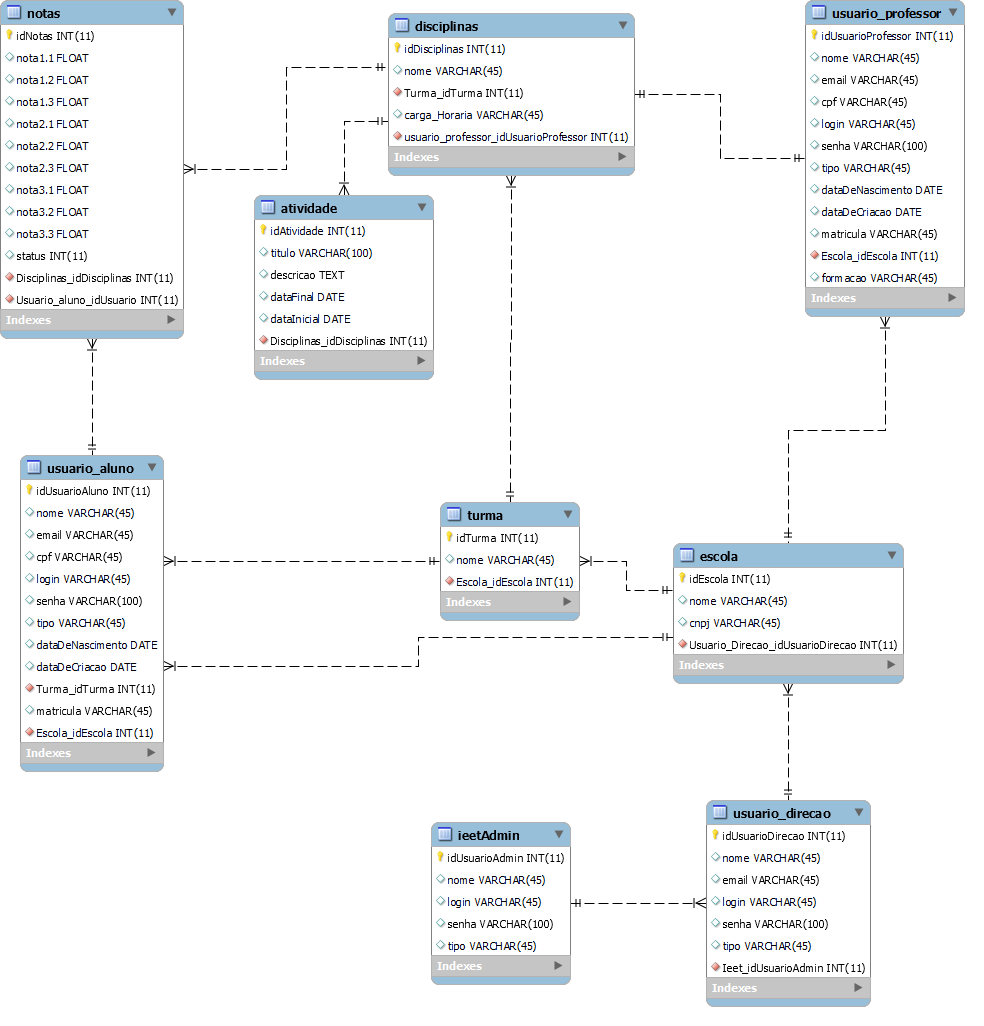 notas
idNotas INT(11)
nota1.1 FLOAT
nota1.2 FLOAT
nota1.3 FLOAT
nota2.1 FLOAT
nota2.2 FLOAT
nota2.3 FLOAT
nota3.1 FLOAT
nota3.2 FLOAT
nota3.3 FLOAT
status INT(11)
Disciplinas_idDisciplinas INT(11)
Usuario_aluno_idUsuario INT(11)
Indexes
disciplinas
idDisciplinas INT(11)
nome VARCHAR(45)
Turma_idTurma INT(11)
carga_Horaria VARCHAR(45)
usuario_professor_idUsuarioProfessor INT(11)
Indexes
usuario_professor
idUsuarioProfessor INT(11)
nome VARCHAR(45)
email VARCHAR(45)
cpf VARCHAR(45)
login VARCHAR(45)
senha VARCHAR(100)
tipo VARCHAR(45)
dataDeNascimento DATE
dataDeCriacao DATE
matricula VARCHAR(45)
Escola_idEscola INT(11)
formacao VARCHAR(45)
Indexes
atividade
idAtividade INT(11)
titulo VARCHAR(100)
descricao TEXT
dataFinal DATE
dataInicial DATE
Disciplinas_idDisciplinas INT(11)
Indexes
usuario_aluno
idUsuarioAluno INT(11)
nome VARCHAR(45)
email VARCHAR(45)
cpf VARCHAR(45)
login VARCHAR(45)
senha VARCHAR(100)
tipo VARCHAR(45)
dataDeNascimento DATE
dataDeCriacao DATE
Turma_idTurma INT(11)
matricula VARCHAR(45)
Escola_idEscola INT(11)
Indexes
turma
idTurma INT(11)
nome VARCHAR(45)
Escola_idEscola INT(11)
Indexes
escola
idEscola INT(11)
nome VARCHAR(45)
cnpj VARCHAR(45)
Usuario_Direcao_idUsuarioDirecao INT(11)
Indexes
ieetAdmin
idUsuarioAdmin INT(11)
nome VARCHAR(45)
login VARCHAR(45)
senha VARCHAR(100)
tipo VARCHAR(45)
Indexes
usuario_direcao
idUsuarioDirecao INT(11)
nome VARCHAR(45)
email VARCHAR(45)
login VARCHAR(45)
senha VARCHAR(100)
tipo VARCHAR(45)
Ieet_idUsuarioAdmin INT(11)
Indexes